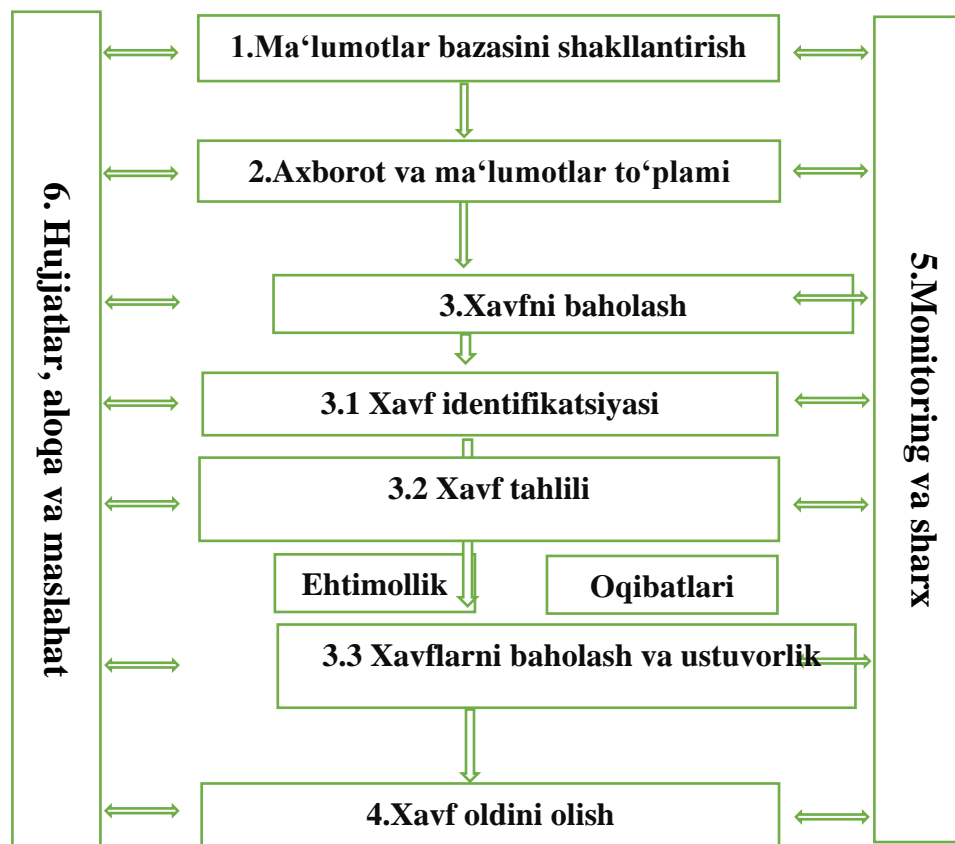 1.Ma‘lumotlar bazasini shakllantirish
2.Axborot va ma‘lumotlar to‘plami
3.Xavfni baholash
3.1 Xavf identifikatsiyasi
3.2 Xavf tahlili
Ehtimollik
Oqibatlari
3.3 Xavflarni baholash va ustuvorlik
4.Xavf oldini olish
6. Hujjatlar, aloqa va maslahat
5.Monitoring va sharx